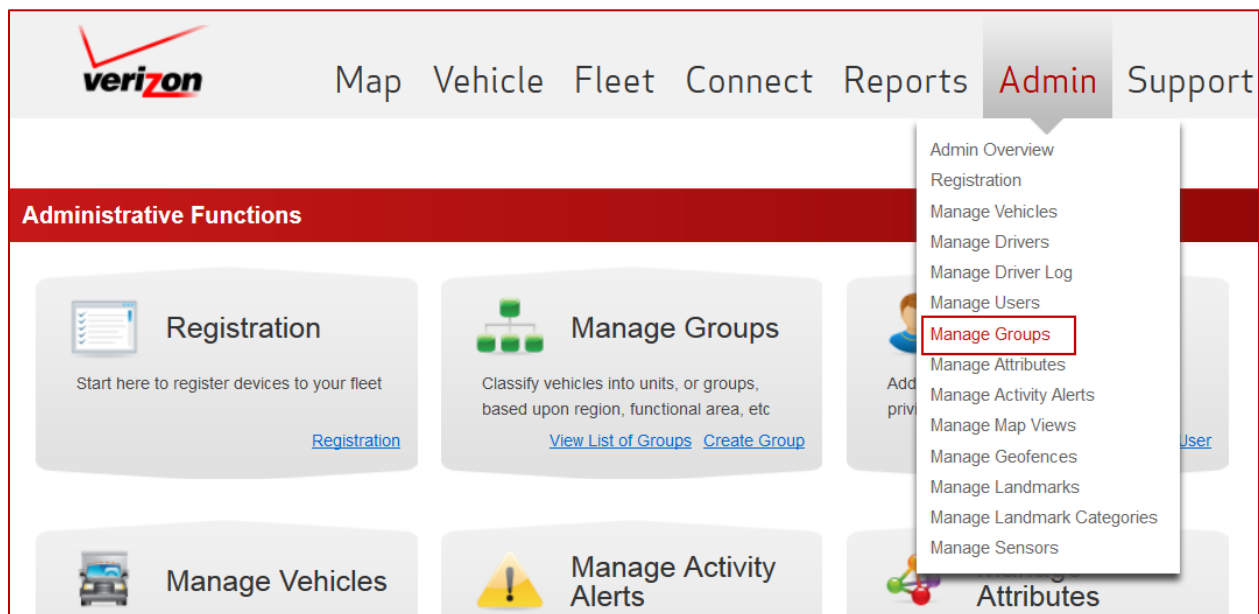 verizon
Map Vehicle Fleet Connect Reports Admin Support
Admin Overview
Registration
Manage Vehicles
Manage Drivers
Manage Driver Log
Manage Users
Manage Groups
Manage Attributes
Manage Activity Alerts
Manage Map Views
Manage Geofences
Manage Landmarks
Manage Landmark Categories
Manage Sensors
Administrative Functions
Registration
Start here to register devices to your fleet
Registration
Manage Groups
Classify vehicles into units, or groups,
based upon region, functional area, etc
View List of Groups Create Group
Add
User
Manage Vehicles
Manage Activity
Alerts
Attributes